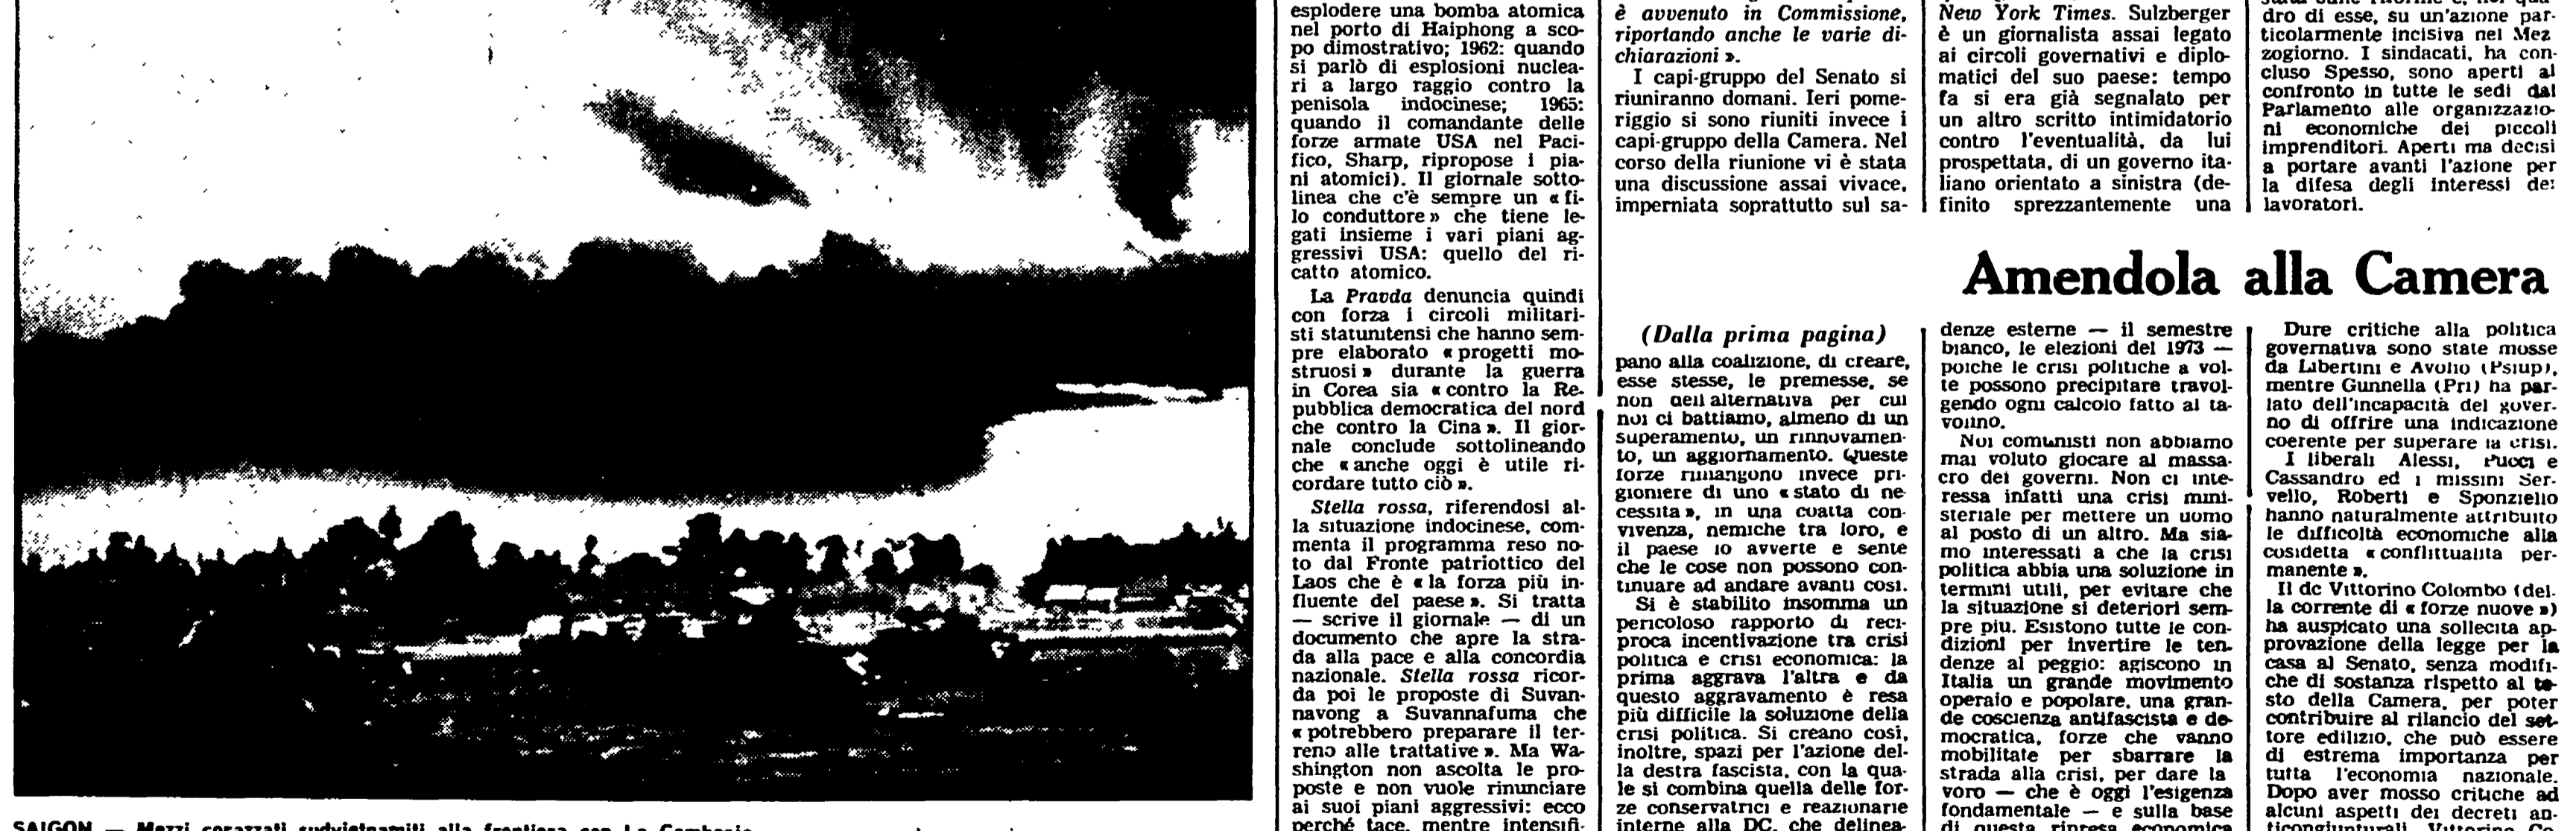 esplodere una bomba atomica
nel porto di Haiphong a sco-
po dimostrativo; 1962: quando
si parlò di esplosioni nuclea-
ri a largo raggio contro la
penisola indocinese; 1965:
quando il comandante delle
forze armate USA nel Paci-
fico, Sharp, ripropose i pia-
ni atomici). Il giornale sotto-
linea che c'è sempre un « fi-
lo conduttore » che tiene le-
gati insieme i vari piani ag-
gressivi USA: quello del ri-
catto atomico.
La Pravda denuncia quindi
con forza i circoli militari-
sti statunitensi che hanno sem-
pre elaborato « progetti mo-
struosi » durante la guerra
in Corea sia « contro la Re-
pubblica democratica del nord
che contro la Cina ». Il gior-
nale conclude sottolineando
che « anche oggi è utile ri-
cordare tutto ciò ».
Stella rossa, riferendosi al-
la situazione indocinese, com-
menta il programma reso no-
to dal Fronte patriottico del
Laos che è « la forza più in-
fluente del paese ». Si tratta
— scrive il giornale — di un
documento che apre la stra-
da alla pace e alla concordia
nazionale. Stella rossa ricor-
da poi le proposte di Suvan-
navong a Suvannafuma che
« potrebbero preparare il ter-
reno alle trattative ». Ma Wa-
shington non ascolta le pro-
poste e non vuole rinunciare
ai suoi piani aggressivi: ecco
perché tace, mentre intensifi-
è avvenuto in Commissione,
riportando anche le varie di-
chiarazioni ».
I capi-gruppo del Senato si
riuniranno domani. Ieri pome-
riggio si sono riuniti invece i
capi-gruppo della Camera. Nel
corso della riunione vi è stata
una discussione assai vivace,
imperniata soprattutto sul sa-
New York Times. Sulzberger
è un giornalista assai legato
ai circoli governativi e diplo-
matici del suo paese: tempo
fa si era già segnalato per
un altro scritto intimidatorio
contro l'eventualità, da lui
prospettata, di un governo ita-
liano orientato a sinistra (de-
finito sprezzantemente una
dro di esse, su un'azione par-
ticolarmente incisiva nel Mez
zogiorno. I sindacati, ha con-
cluso Spesso, sono aperti al
confronto in tutte le sedi dal
Parlamento alle organizzazio-
ni economiche dei piccoli
imprenditori. Aperti ma decisi
a portare avanti l'azione per
la difesa degli interessi dei
lavoratori.
Amendola alla Camera
(Dalla prima pagina)
pano alla coalizione, di creare,
esse stesse, le premesse, se
non nell'alternativa per cui
noi ci battiamo, almeno di un
superamento, un rinnovamen-
to, un aggiornamento. Queste
forze rimangono invece pri-
gioniere di uno « stato di ne-
cessita », in una coatta con-
vivenza, nemiche tra loro, e
il paese lo avverte e sente
che le cose non possono con-
tinuare ad andare avanti così.
Si è stabilito insomma un
pericoloso rapporto di reci-
proca incentivazione tra crisi
politica e crisi economica: la
prima aggrava l'altra e da
questo aggravamento è resa
più difficile la soluzione della
crisi politica. Si creano così,
inoltre, spazi per l'azione del-
la destra fascista, con la qua-
le si combina quella delle for-
ze conservatrici e reazionarie
interne alla DC, che delinea-
denze esterne — il semestre
bianco, le elezioni del 1973 —
poiche le crisi politiche a vol-
te possono precipitare travol-
gendo ogni calcolo fatto al ta-
volino.
Noi comunisti non abbiamo
mai voluto giocare al massa-
cro dei governi. Non ci inte-
ressa infatti una crisi mini-
steriale per mettere un uomo
al posto di un altro. Ma sia-
mo interessati a che la crisi
politica abbia una soluzione in
termini utili, per evitare che
la situazione si deteriori sem-
pre piu. Esistono tutte le con-
dizioni per invertire le ten-
denze al peggio: agiscono in
Italia un grande movimento
operaio e popolare, una gran-
de coscienza antifascista e de-
mocratica, forze che vanno
mobilitate per sbarrare la
strada alla crisi, per dare la
voro — che è oggi l'esigenza
fondamentale — e sulla base
di questa ripresa economica
Dure critiche alla politica
governativa sono state mosse
da Libertini e Avolio (Psiup),
mentre Gunnella (Pri) ha par-
lato dell'incapacità del gover-
no di offrire una indicazione
coerente per superare la crisi.
I liberali Alessi, Pucci e
Cassandro ed i missini Ser-
vello, Roberti e Sponziello
hanno naturalmente attribuito
le difficoltà economiche alla
cosidetta « conflittualita per-
manente ».
Il dc Vittorino Colombo (del-
la corrente di « forze nuove »)
ha auspicato una sollecita ap-
provazione della legge per la
casa al Senato, senza modifi-
che di sostanza rispetto al te-
sto della Camera, per poter
contribuire al rilancio del set-
tore edilizio, che può essere
di estrema importanza per
tutta l'economia nazionale.
Dopo aver mosso critiche ad
alcuni aspetti dei decreti an-
ticongiunturali, Vittorino Co-
SAIGON — Mezzi corazzati sudvietnamiti alla frontiera con La Cambogia